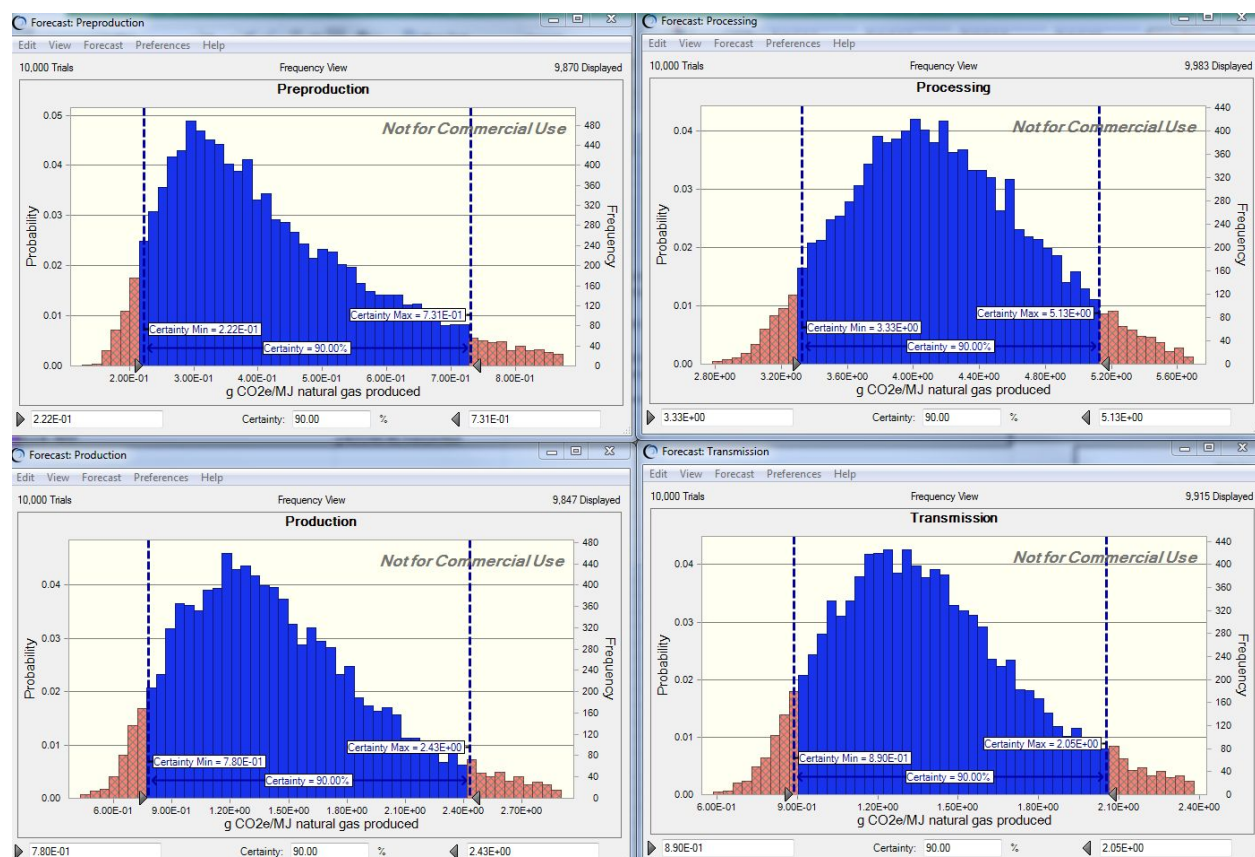 Forecast: Preproduction
Edit View Forecast Preferences Help
10,000 Trials Frequency View 9,870 Displayed
Preproduction
Not for Commercial Use
Probability
0.05
0.04
0.03
0.02
0.01
0.00
Frequency
480
440
400
360
320
280
240
200
160
120
80
40
0
Certainty Max = 7.31E-01
Certainty Min = 2.22E-01
Certainty = 90.00%
2.00E-01 3.00E-01 4.00E-01 5.00E-01 6.00E-01 7.00E-01 8.00E-01
g CO2e/MJ natural gas produced
2.22E-01 Certainty: 90.00 % 7.31E-01
Forecast: Processing
Edit View Forecast Preferences Help
10,000 Trials Frequency View 9,983 Displayed
Processing
Not for Commercial Use
Probability
0.04
0.03
0.02
0.01
0.00
Frequency
440
400
360
320
280
240
200
160
120
80
40
0
Certainty Max = 5.13E+00
Certainty Min = 3.33E+00
Certainty = 90.00%
2.80E+00 3.20E+00 3.60E+00 4.00E+00 4.40E+00 4.80E+00 5.20E+00 5.60E+00
g CO2e/MJ natural gas produced
3.33E+00 Certainty: 90.00 % 5.13E+00
Forecast: Production
Edit View Forecast Preferences Help
10,000 Trials Frequency View 9,847 Displayed
Production
Not for Commercial Use
Probability
0.04
0.03
0.02
0.01
0.00
Frequency
480
440
400
360
320
280
240
200
160
120
80
40
0
Certainty Max = 2.43E+00
Certainty Min = 7.80E-01
Certainty = 90.00%
6.00E-01 9.00E-01 1.20E+00 1.50E+00 1.80E+00 2.10E+00 2.40E+00 2.70E+00
g CO2e/MJ natural gas produced
7.80E-01 Certainty: 90.00 % 2.43E+00
Forecast: Transmission
Edit View Forecast Preferences Help
10,000 Trials Frequency View 9,915 Displayed
Transmission
Not for Commercial Use
Probability
0.04
0.03
0.02
0.01
0.00
Frequency
440
400
360
320
280
240
200
160
120
80
40
0
Certainty Max = 2.05E+00
Certainty Min = 8.90E-01
Certainty = 90.00%
6.00E-01 9.00E-01 1.20E+00 1.50E+00 1.80E+00 2.10E+00 2.40E+00
g CO2e/MJ natural gas produced
8.90E-01 Certainty: 90.00 % 2.05E+00